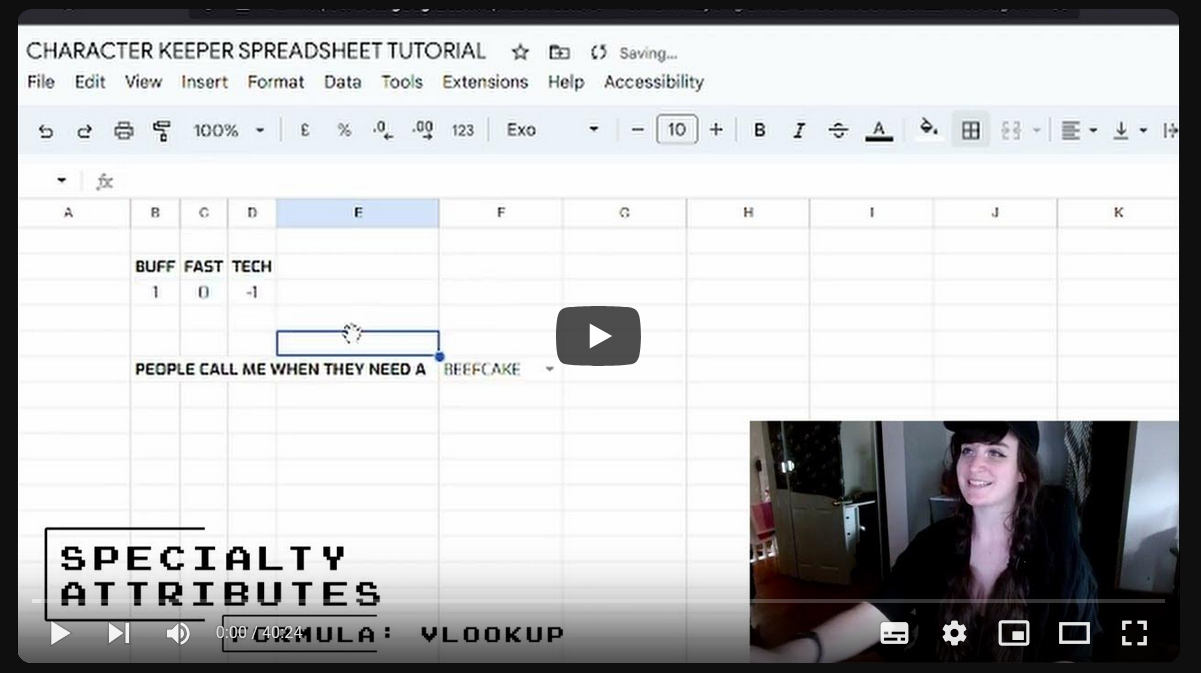 CHARACTER KEEPER SPREADSHEET TUTORIAL Saving...
File Edit View Insert Format Data Tools Extensions Help Accessibility
100% £ % .0 .00 123 Exo − 10 + B I S A
fx
A B C D E F G H I J K
BUFF FAST TECH
1 0 -1
PEOPLE CALL ME WHEN THEY NEED A BEEFCAKE
SPECIALTY
ATTRIBUTES
0:00 / 40:24
FORMULA: VLOOKUP